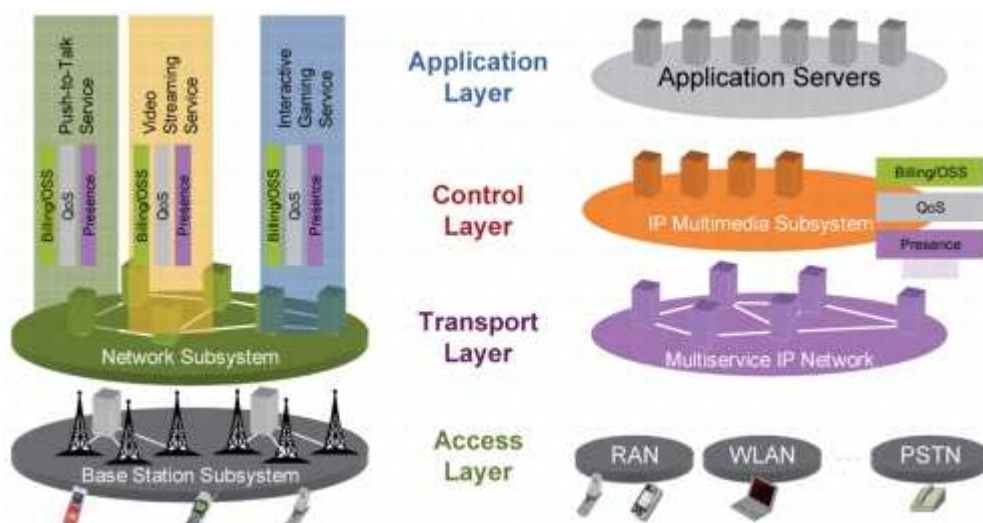 Push-to-Talk
Service
Billing/OSS
QoS
Presence
Video
Streaming
Service
Billing/OSS
QoS
Presence
Interactive
Gaming
Service
Billing/OSS
QoS
Presence
Network Subsystem
Base Station Subsystem
Application
Layer
Control
Layer
Transport
Layer
Access
Layer
Application Servers
IP Multimedia Subsystem
Billing/OSS
QoS
Presence
Multiservice IP Network
RAN
WLAN
PSTN